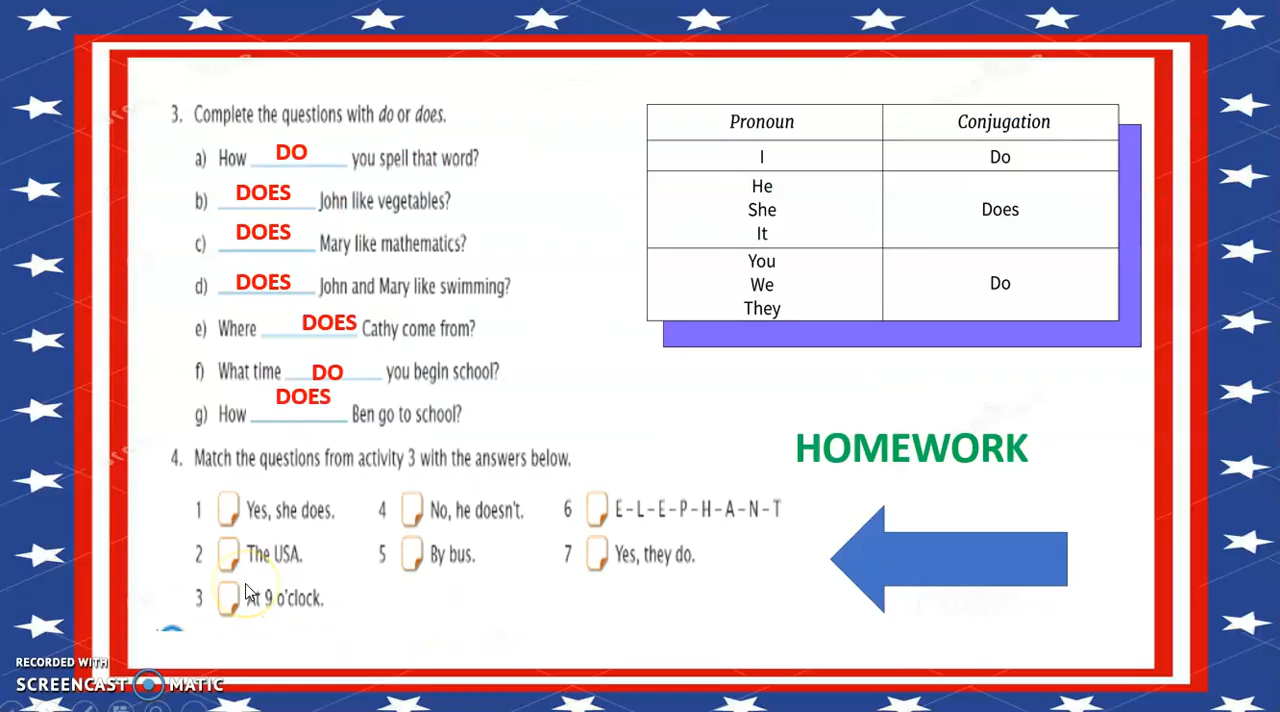 3. Complete the questions with do or does.
a) How DO you spell that word?
b) DOES John like vegetables?
c) DOES Mary like mathematics?
d) DOES John and Mary like swimming?
e) Where DOES Cathy come from?
f) What time DO you begin school?
g) How DOES Ben go to school?
4. Match the questions from activity 3 with the answers below.
1 Yes, she does. 4 No, he doesn't. 6 E-L-E-P-H-A-N-T
2 The USA. 5 By bus. 7 Yes, they do.
3 At 9 o'clock.
Pronoun Conjugation
I Do
He
She Does
It
You
We Do
They
HOMEWORK
RECORDED WITH
SCREENCAST MATIC